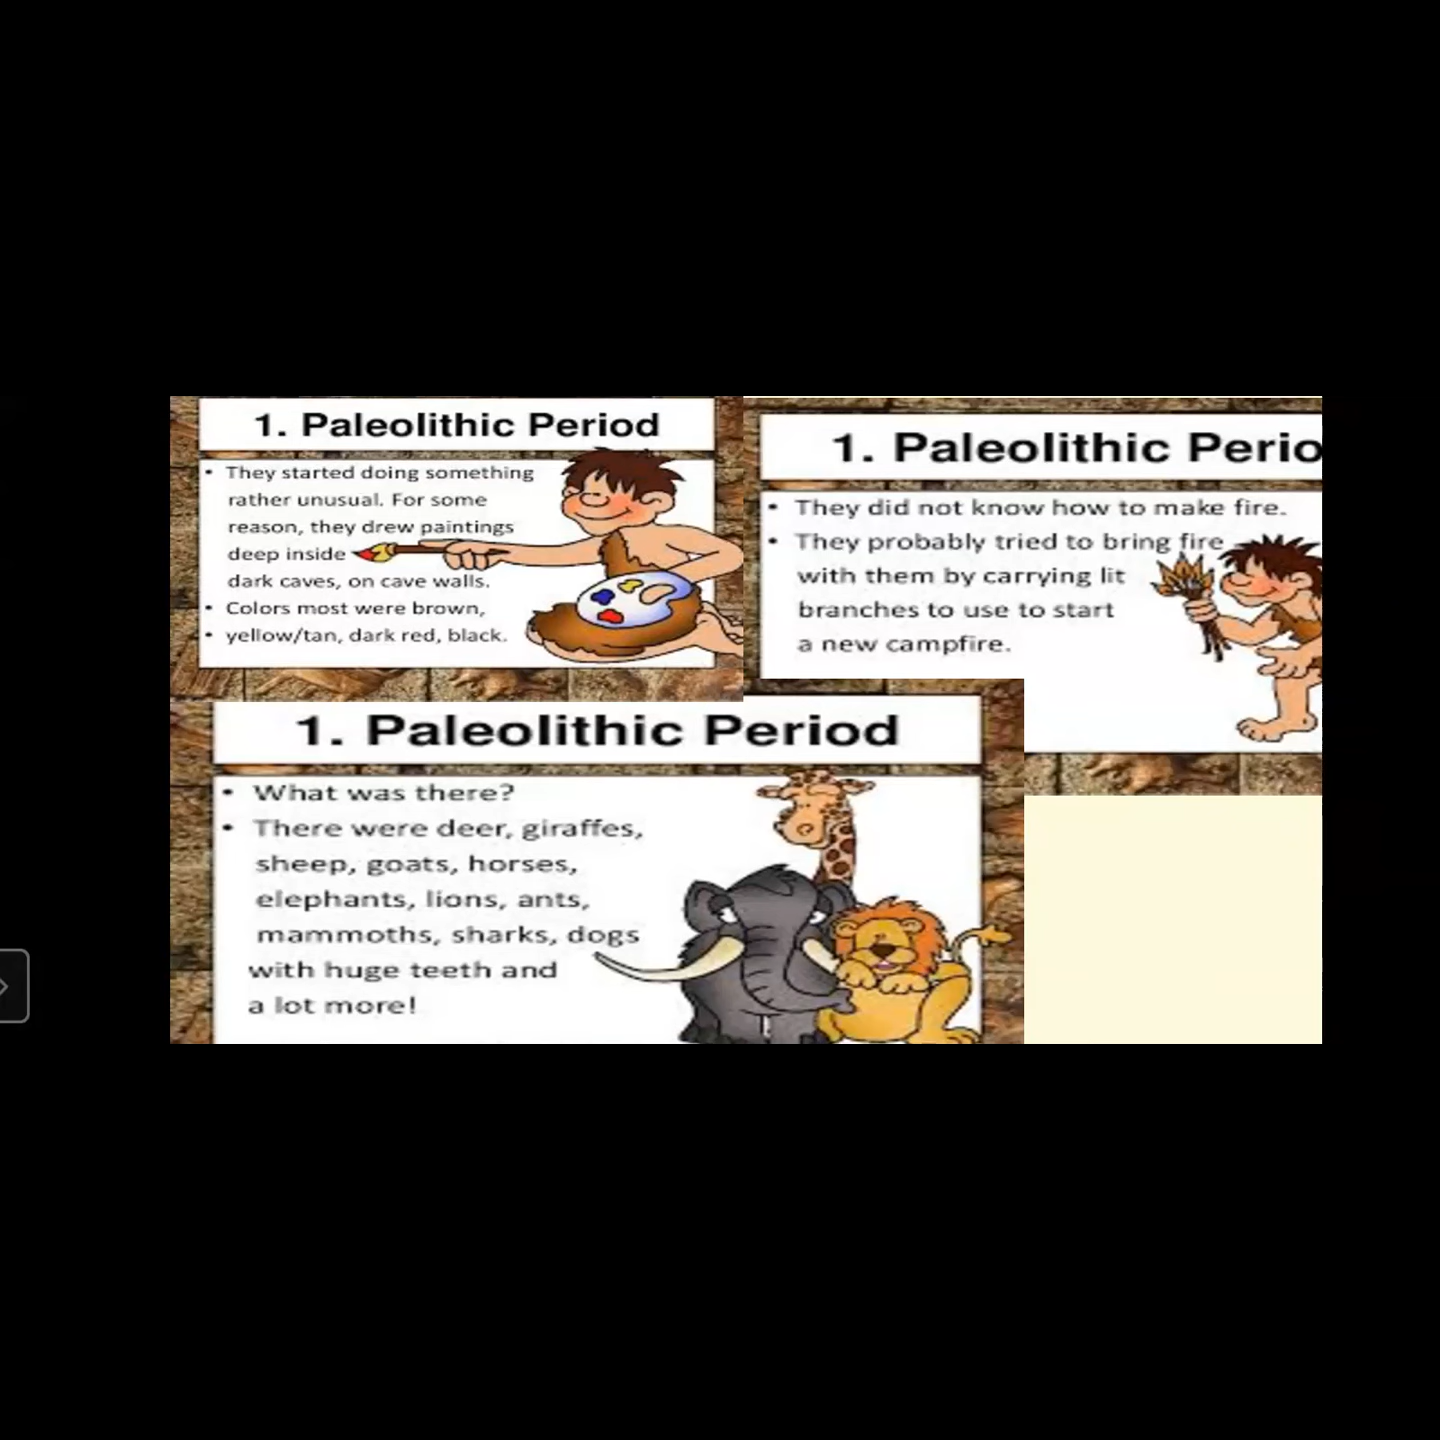 1. Paleolithic Period
• They started doing something
rather unusual. For some
reason, they drew paintings
deep inside
dark caves, on cave walls.
• Colors most were brown,
• yellow/tan, dark red, black.
1. Paleolithic Perio
• They did not know how to make fire.
• They probably tried to bring fire
with them by carrying lit
branches to use to start
a new campfire.
1. Paleolithic Period
• What was there?
• There were deer, giraffes,
sheep, goats, horses,
elephants, lions, ants,
mammoths, sharks, dogs
with huge teeth and
a lot more!